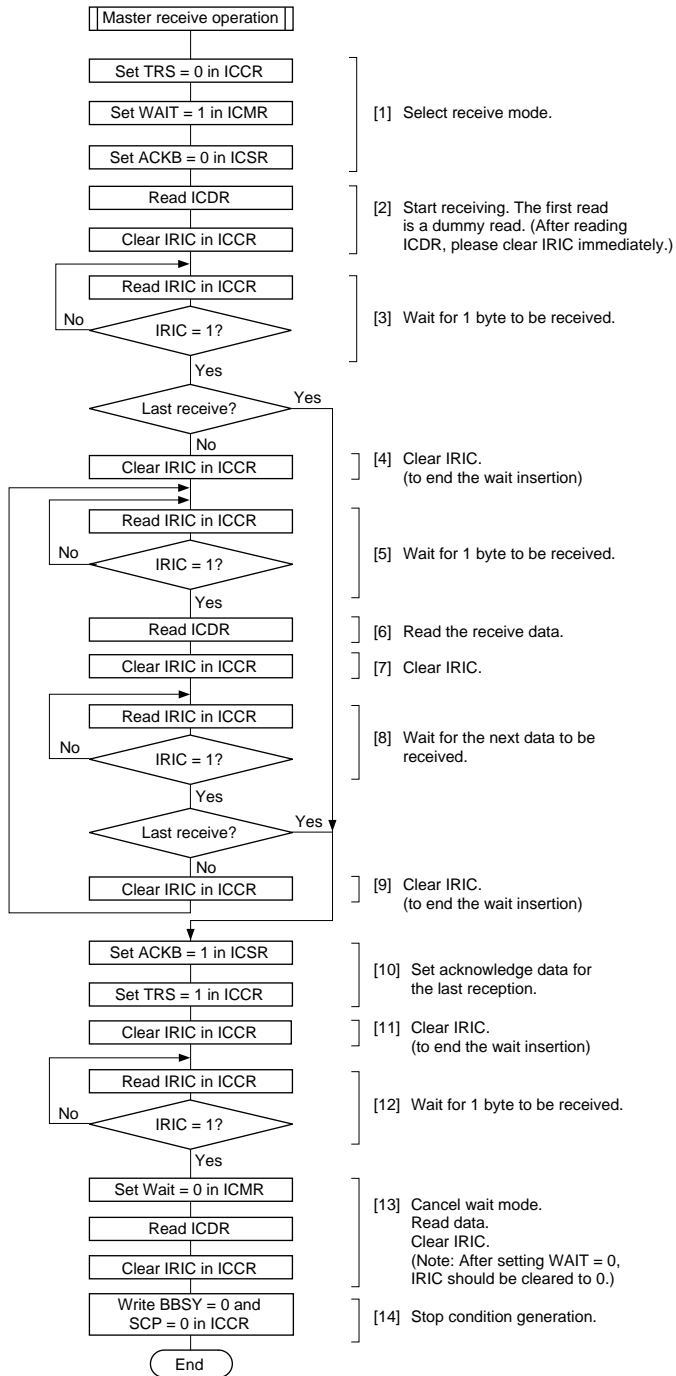 Master receive operation
Set TRS = 0 in ICCR
Set WAIT = 1 in ICMR
[1] Select receive mode.
Set ACKB = 0 in ICSR
Read ICDR
[2] Start receiving. The first read
is a dummy read. (After reading
ICDR, please clear IRIC immediately.)
Clear IRIC in ICCR
Read IRIC in ICCR
[3] Wait for 1 byte to be received.
No
IRIC = 1?
Yes
Last receive?
Yes
No
Clear IRIC in ICCR
[4] Clear IRIC.
(to end the wait insertion)
Read IRIC in ICCR
[5] Wait for 1 byte to be received.
No
IRIC = 1?
Yes
Read ICDR
[6] Read the receive data.
Clear IRIC in ICCR
[7] Clear IRIC.
Read IRIC in ICCR
[8] Wait for the next data to be
received.
No
IRIC = 1?
Yes
Last receive?
Yes
No
Clear IRIC in ICCR
[9] Clear IRIC.
(to end the wait insertion)
Set ACKB = 1 in ICSR
[10] Set acknowledge data for
the last reception.
Set TRS = 1 in ICCR
Clear IRIC in ICCR
[11] Clear IRIC.
(to end the wait insertion)
Read IRIC in ICCR
[12] Wait for 1 byte to be received.
No
IRIC = 1?
Yes
Set Wait = 0 in ICMR
[13] Cancel wait mode.
Read data.
Clear IRIC.
(Note: After setting WAIT = 0,
IRIC should be cleared to 0.)
Read ICDR
Clear IRIC in ICCR
Write BBSY = 0 and
SCP = 0 in ICCR
[14] Stop condition generation.
End